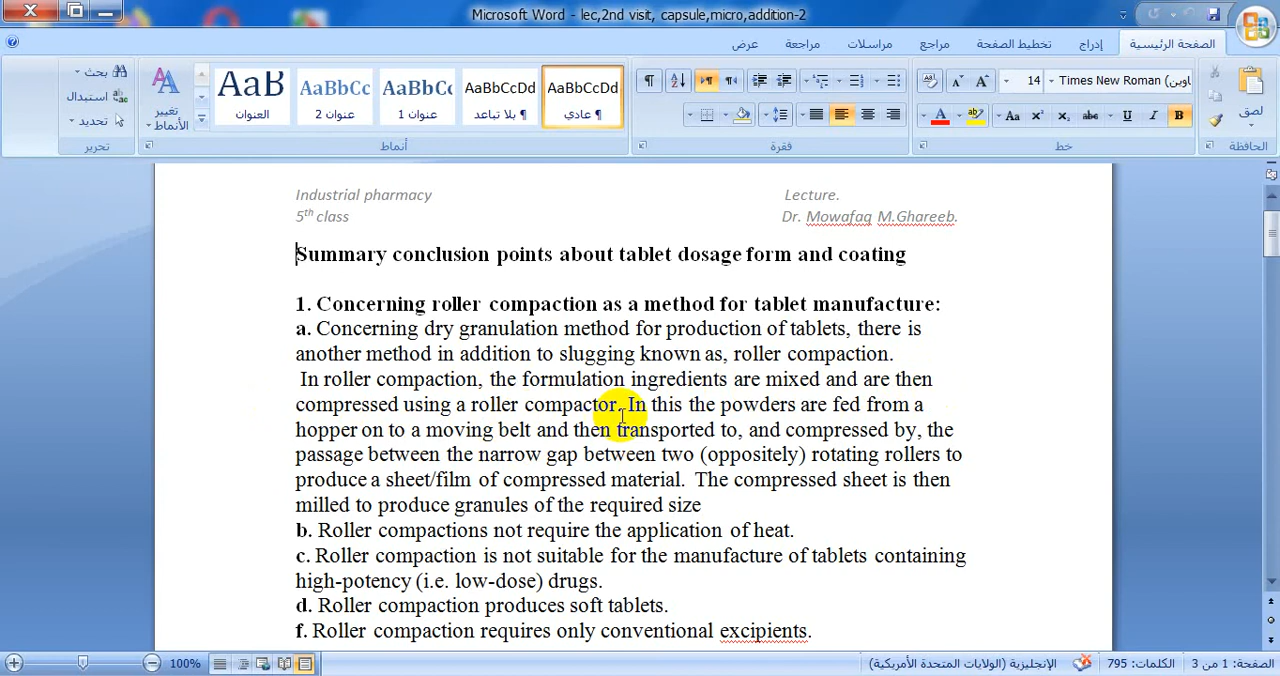 Microsoft Word - lec,2nd visit, capsule,micro,addition-2
الصفحة الرئيسية إدراج تخطيط الصفحة مراجع مراسلات مراجعة عرض
لصق
الحافظة
Times New Roman 14
خط
فقرة
AaBbCcDd AaBbCcDd AaBbCc AaBbCc AaB
عادي ¶ بلا تباعد ¶ عنوان 1 عنوان 2 العنوان
تغيير الأنماط
أنماط
بحث
استبدال
تحديد
تحرير
Industrial pharmacy Lecture.
5th class Dr. Mowafaq M.Ghareeb.
Summary conclusion points about tablet dosage form and coating
1. Concerning roller compaction as a method for tablet manufacture:
a. Concerning dry granulation method for production of tablets, there is
another method in addition to slugging known as, roller compaction.
In roller compaction, the formulation ingredients are mixed and are then
compressed using a roller compactor. In this the powders are fed from a
hopper on to a moving belt and then transported to, and compressed by, the
passage between the narrow gap between two (oppositely) rotating rollers to
produce a sheet/film of compressed material. The compressed sheet is then
milled to produce granules of the required size
b. Roller compactions not require the application of heat.
c. Roller compaction is not suitable for the manufacture of tablets containing
high-potency (i.e. low-dose) drugs.
d. Roller compaction produces soft tablets.
f. Roller compaction requires only conventional excipients.
الصفحة: 1 من 3 الكلمات: 795 الإنجليزية (الولايات المتحدة الأمريكية) 100%